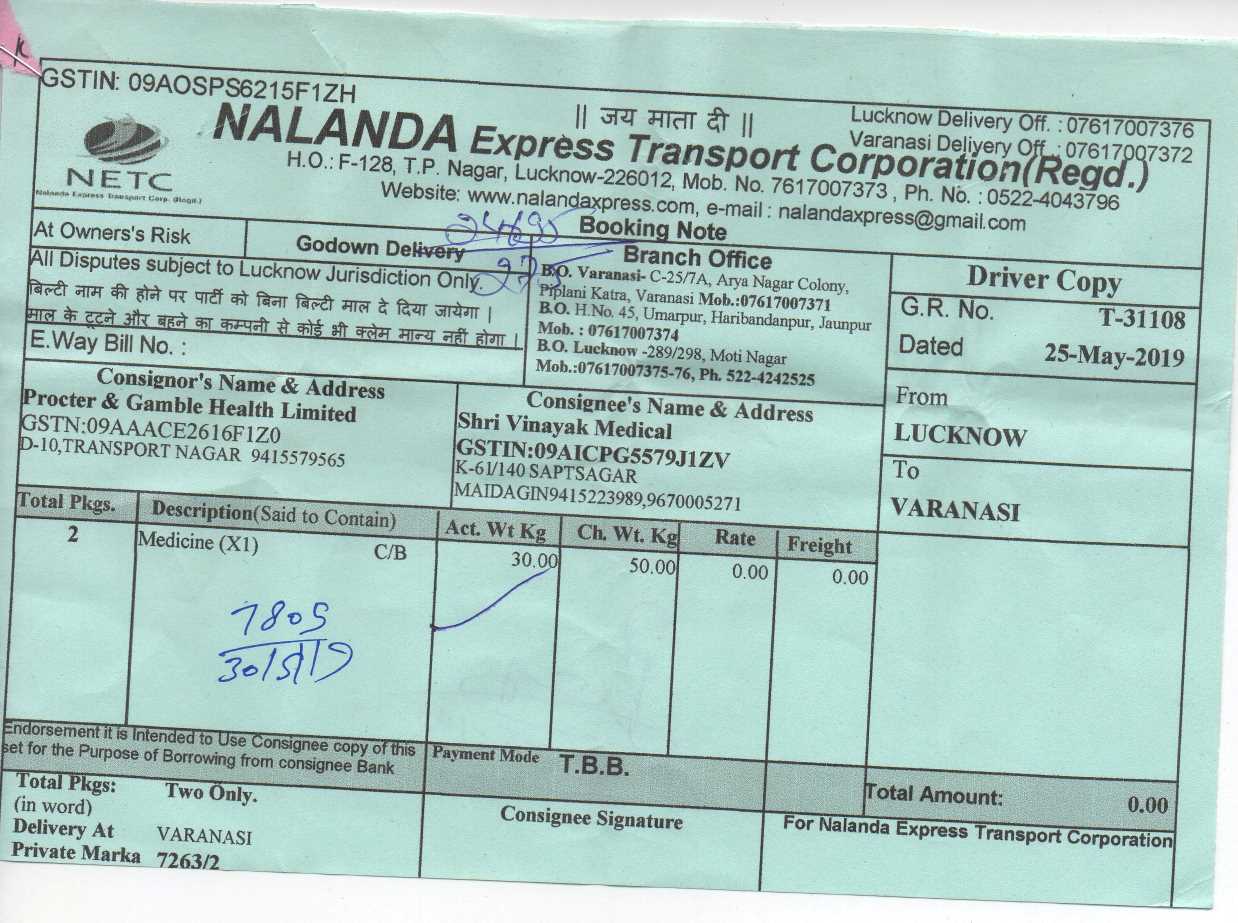 GSTIN: 09AOSPS6215F1ZH
|| जय माता दी ||
Lucknow Delivery Off. : 07617007376
Varanasi Delivery Off. : 07617007372
NETC
Nalanda Express Transport Corp. (Regd.)
NALANDA Express Transport Corporation(Regd.)
H.O.: F-128, T.P. Nagar, Lucknow-226012, Mob. No. 7617007373 , Ph. No. : 0522-4043796
Website: www.nalandaxpress.com, e-mail : nalandaxpress@gmail.com
Booking Note
At Owners's Risk
Godown Delivery
All Disputes subject to Lucknow Jurisdiction Only.
बिल्टी नाम की होने पर पार्टी को बिना बिल्टी माल दे दिया जायेगा |
माल के टूटने और बहने का कम्पनी से कोई भी क्लेम मान्य नहीं होगा |
E.Way Bill No. :
Branch Office
B.O. Varanasi- C-25/7A, Arya Nagar Colony,
Piplani Katra, Varanasi Mob.:07617007371
B.O. H.No. 45, Umarpur, Haribandanpur, Jaunpur
Mob. : 07617007374
B.O. Lucknow -289/298, Moti Nagar
Mob.:07617007375-76, Ph. 522-4242525
Driver Copy
G.R. No. T-31108
Dated 25-May-2019
Consignor's Name & Address
Procter & Gamble Health Limited
GSTN:09AAACE2616F1Z0
D-10,TRANSPORT NAGAR 9415579565
Consignee's Name & Address
Shri Vinayak Medical
GSTIN:09AICPG5579J1ZV
K-61/140 SAPTSAGAR
MAIDAGIN9415223989,9670005271
From
LUCKNOW
To
VARANASI
Total Pkgs. Description(Said to Contain) Act. Wt Kg Ch. Wt. Kg Rate Freight
2 Medicine (X1) C/B 30.00 50.00 0.00 0.00
7805
30/5/19
Endorsement it is Intended to Use Consignee copy of this
set for the Purpose of Borrowing from consignee Bank
Payment Mode T.B.B.
Total Amount: 0.00
Total Pkgs: Two Only.
(in word)
Delivery At VARANASI
Private Marka 7263/2
Consignee Signature
For Nalanda Express Transport Corporation